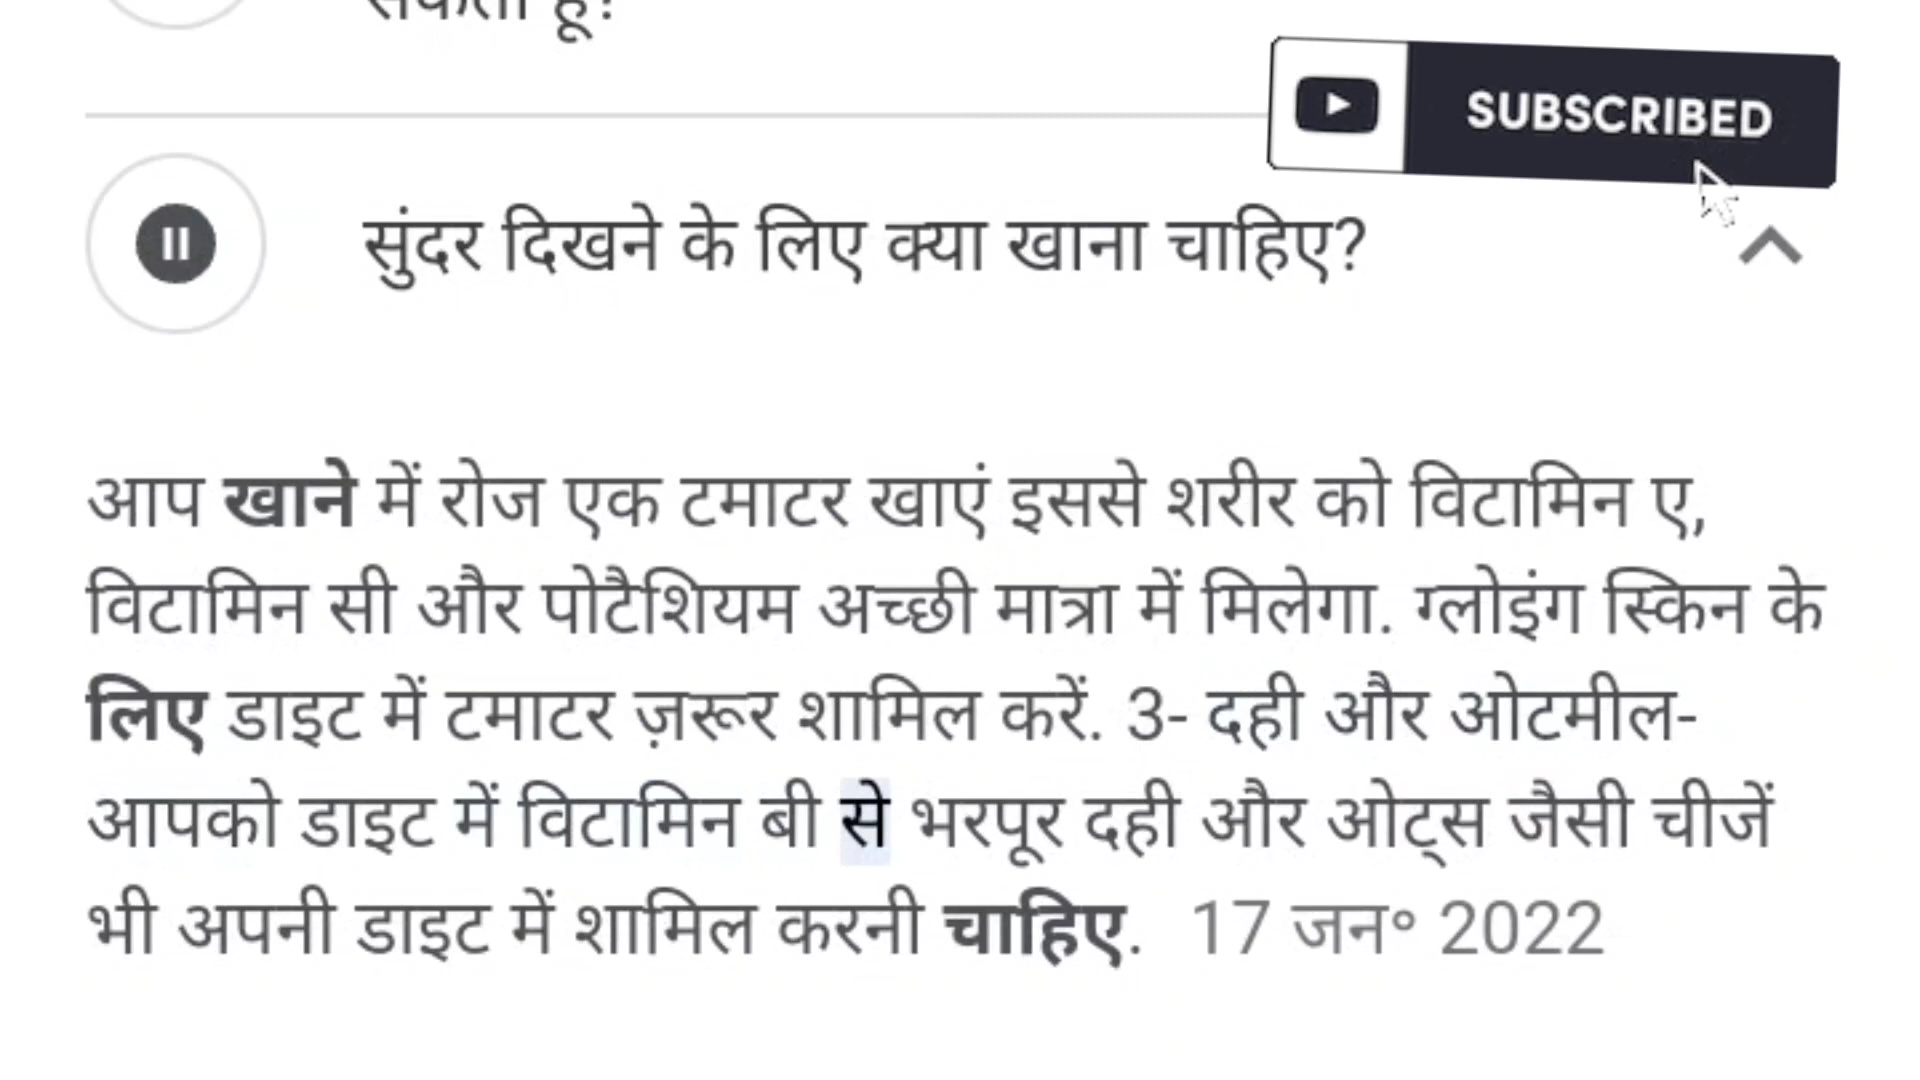 SUBSCRIBED
सुंदर दिखने के लिए क्या खाना चाहिए?
आप खाने में रोज एक टमाटर खाएं इससे शरीर को विटामिन ए,
विटामिन सी और पोटैशियम अच्छी मात्रा में मिलेगा. ग्लोइंग स्किन के
लिए डाइट में टमाटर ज़रूर शामिल करें. 3- दही और ओटमील-
आपको डाइट में विटामिन बी से भरपूर दही और ओट्स जैसी चीजें
भी अपनी डाइट में शामिल करनी चाहिए. 17 जन॰ 2022